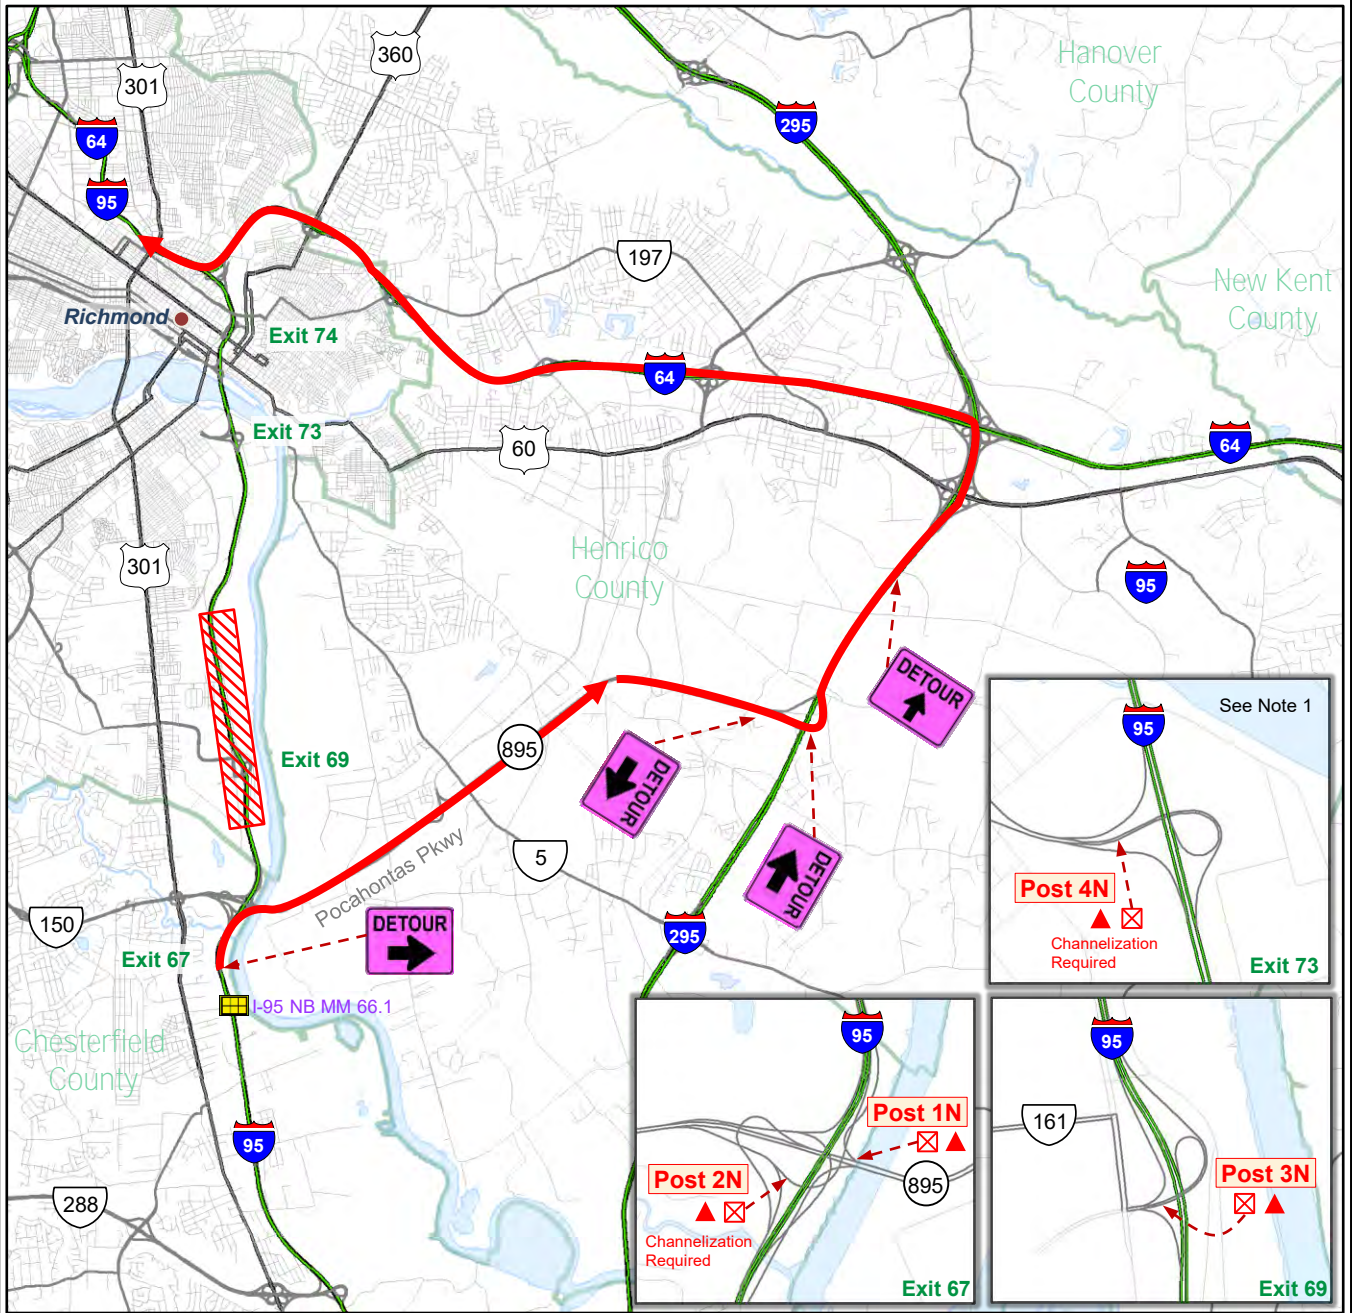 360
301
Hanover
County
295
64
95
197
New Kent
County
Richmond
Exit 74
64
Exit 73
60
64
Henrico
County
301
95
DETOUR
See Note 1
95
895
Exit 69
DETOUR
Pocahontas Pkwy
5
DETOUR
Post 4N
Channelization
Required
Exit 73
150
DETOUR
295
Exit 67
I-95 NB MM 66.1
Chesterfield
County
95
288
95
Post 1N
Post 2N
895
Channelization
Required
Exit 67
95
161
Post 3N
Exit 69